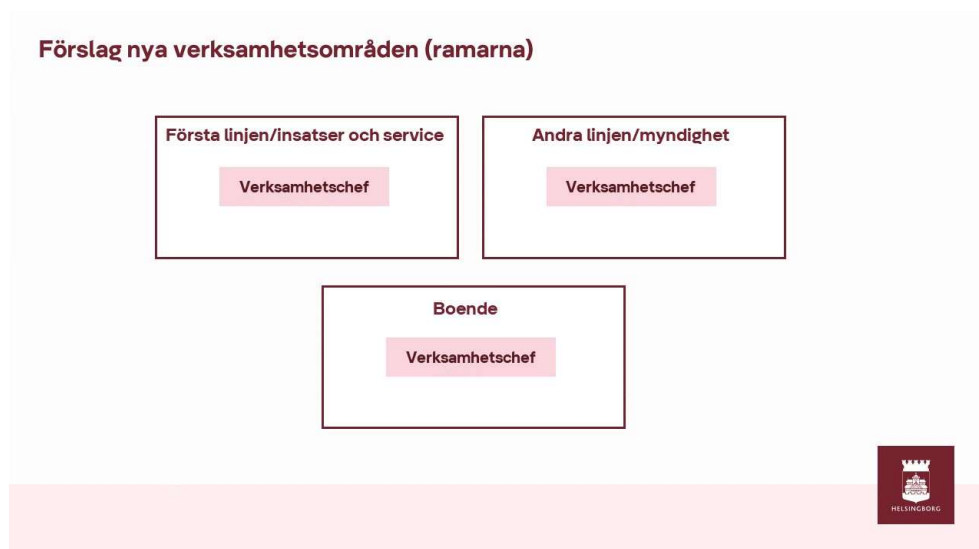 Förslag nya verksamhetsområden (ramarna)
Första linjen/insatser och service
Verksamhetschef
Andra linjen/myndighet
Verksamhetschef
Boende
Verksamhetschef
HELSINGBORG